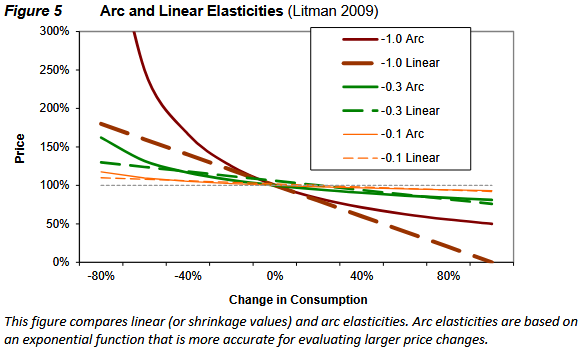 Figure 5 Arc and Linear Elasticities (Litman 2009)
300%
250%
200%
150%
100%
50%
0%
Price
-1.0 Arc
-1.0 Linear
-0.3 Arc
-0.3 Linear
-0.1 Arc
-0.1 Linear
-80% -40% 0% 40% 80%
Change in Consumption
This figure compares linear (or shrinkage values) and arc elasticities. Arc elasticities are based on
an exponential function that is more accurate for evaluating larger price changes.